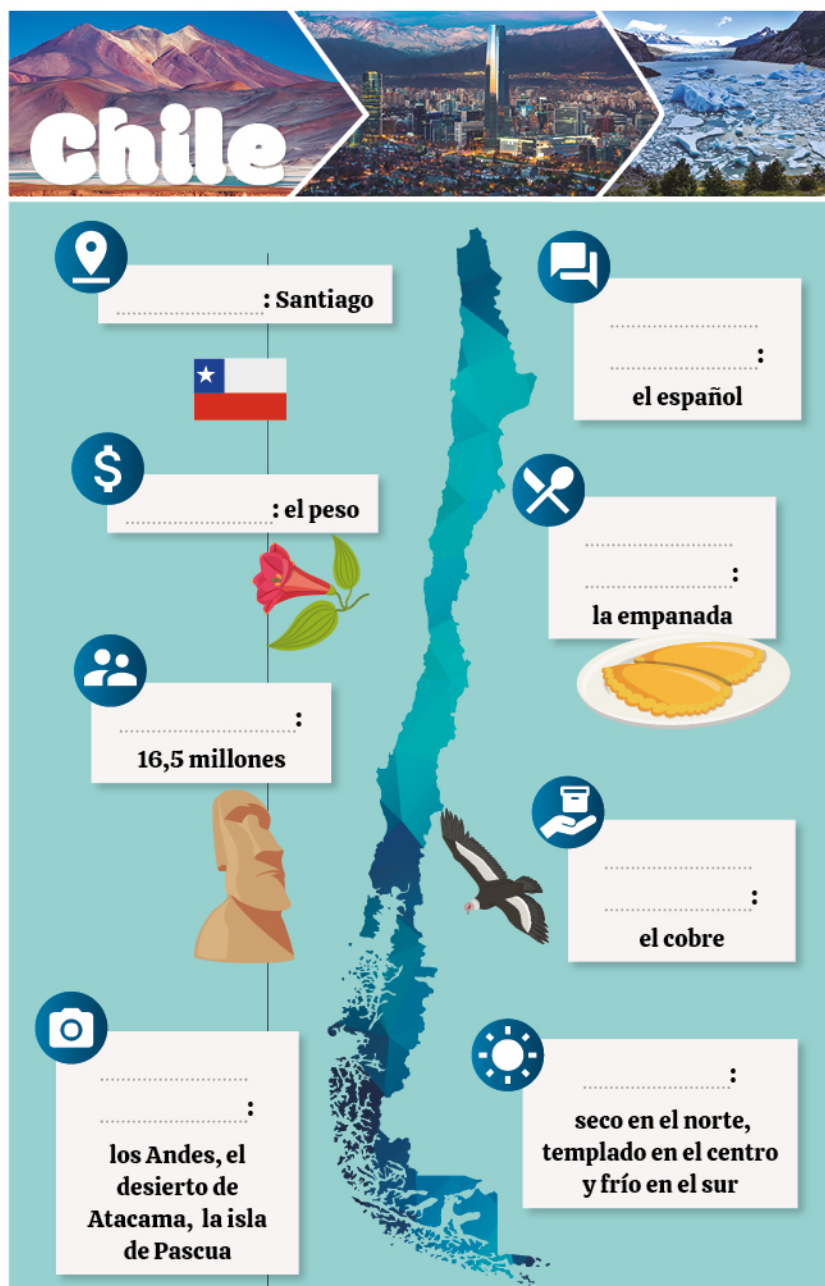 Chile
: Santiago
:
el español
$
: el peso
:
la empanada
:
16,5 millones
:
el cobre
:
los Andes, el
desierto de
Atacama, la isla
de Pascua
:
seco en el norte,
templado en el centro
y frío en el sur